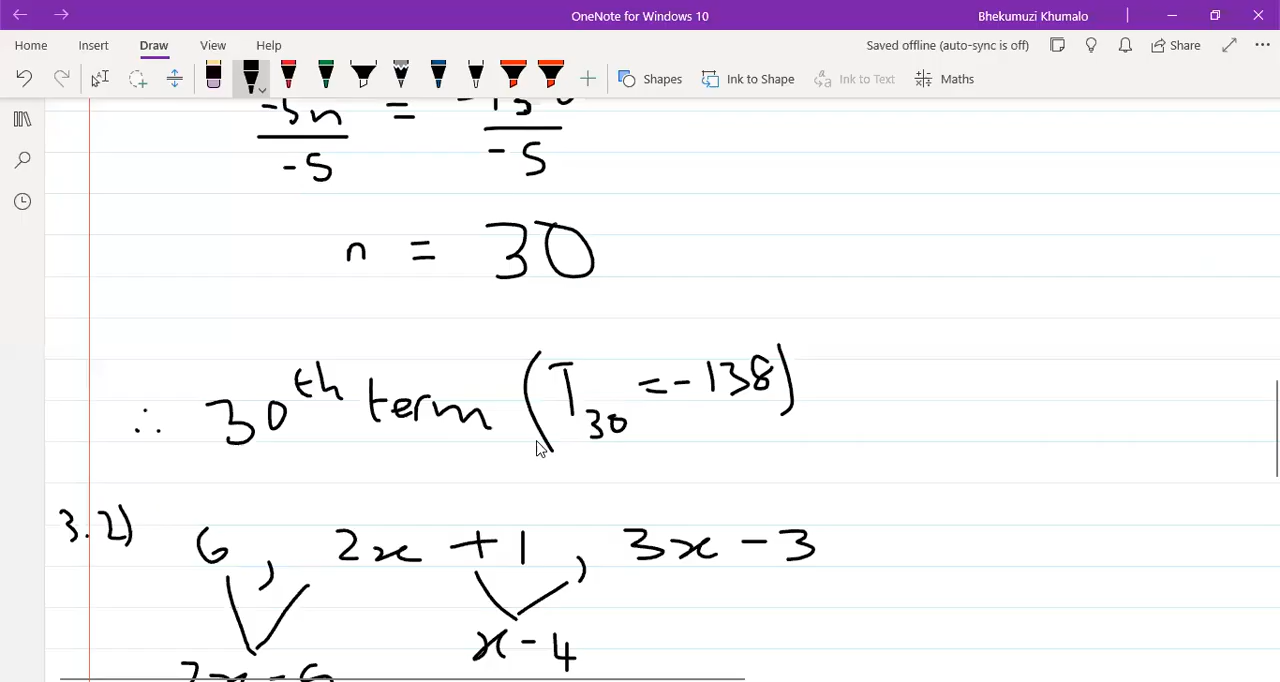 OneNote for Windows 10
Bhekumuzi Khumalo
Home Insert Draw View Help
Saved offline (auto-sync is off) Share
Shapes Ink to Shape Ink to Text Maths
-5n =
-5 -5
n = 30
∴ 30th term (T30 = -138)
3.2) 6, 2x + 1, 3x - 3
x - 4